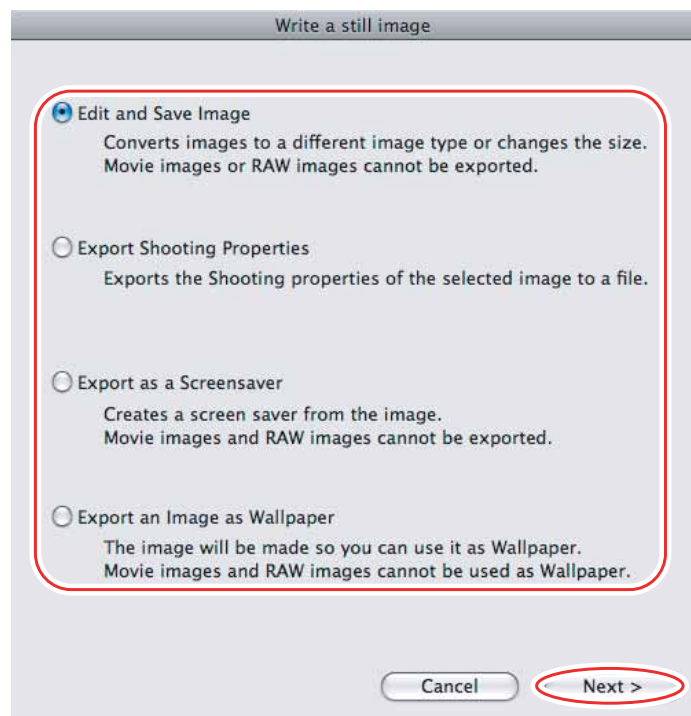 Write a still image
Edit and Save Image
Converts images to a different image type or changes the size.
Movie images or RAW images cannot be exported.
Export Shooting Properties
Exports the Shooting properties of the selected image to a file.
Export as a Screensaver
Creates a screen saver from the image.
Movie images and RAW images cannot be exported.
Export an Image as Wallpaper
The image will be made so you can use it as Wallpaper.
Movie images and RAW images cannot be used as Wallpaper.
Cancel Next >